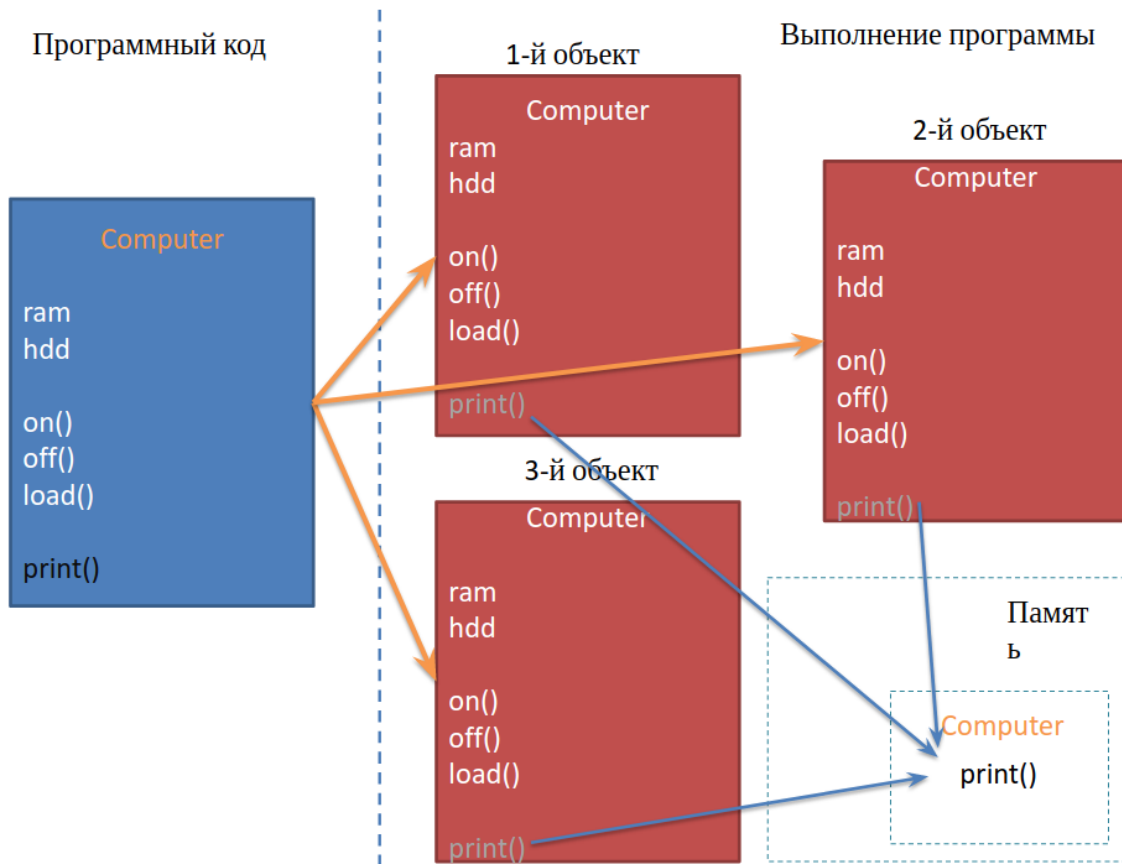 Программный код
Выполнение программы
Computer
ram
hdd
on()
off()
load()
print()
1-й объект
Computer
ram
hdd
on()
off()
load()
print()
2-й объект
Computer
ram
hdd
on()
off()
load()
print()
3-й объект
Computer
ram
hdd
on()
off()
load()
print()
Памят
ь
Computer
print()